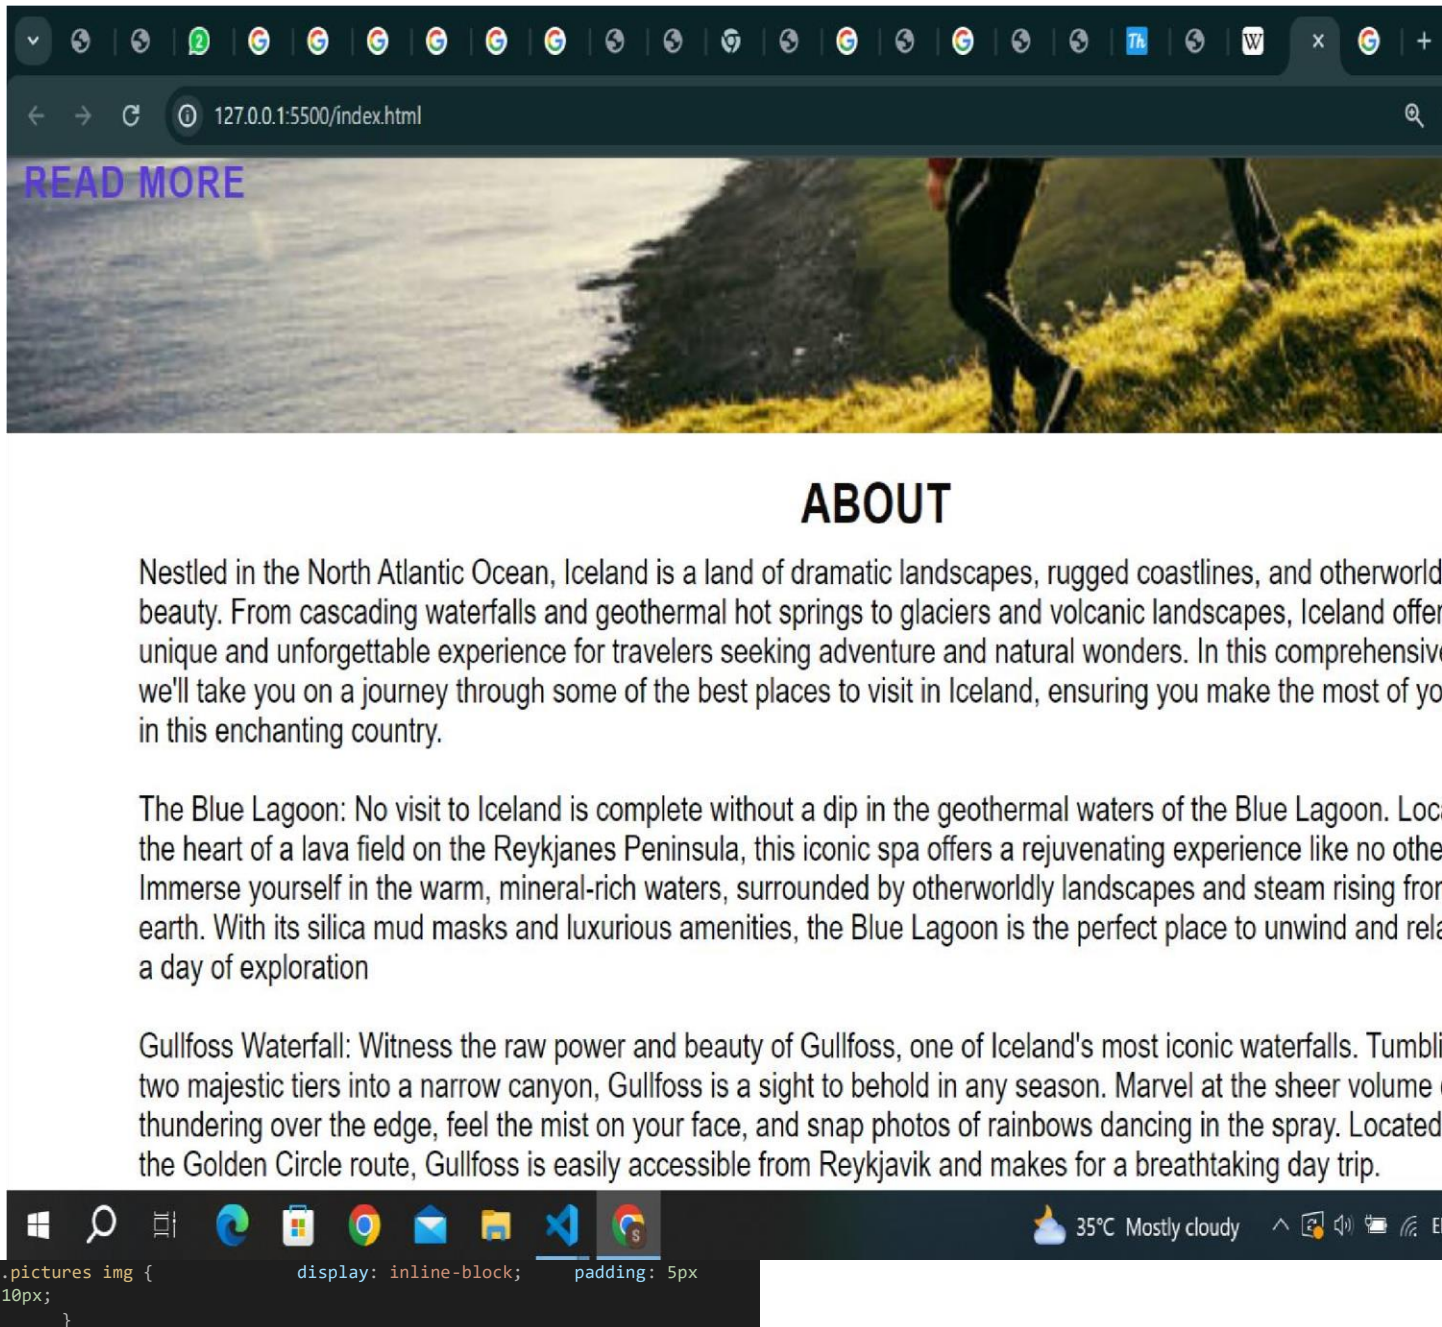 2
Th
W
127.0.0.1:5500/index.html
READ MORE
ABOUT
Nestled in the North Atlantic Ocean, Iceland is a land of dramatic landscapes, rugged coastlines, and otherworld
beauty. From cascading waterfalls and geothermal hot springs to glaciers and volcanic landscapes, Iceland offer
unique and unforgettable experience for travelers seeking adventure and natural wonders. In this comprehensive
we'll take you on a journey through some of the best places to visit in Iceland, ensuring you make the most of yo
in this enchanting country.
The Blue Lagoon: No visit to Iceland is complete without a dip in the geothermal waters of the Blue Lagoon. Loca
the heart of a lava field on the Reykjanes Peninsula, this iconic spa offers a rejuvenating experience like no othe
Immerse yourself in the warm, mineral-rich waters, surrounded by otherworldly landscapes and steam rising from
earth. With its silica mud masks and luxurious amenities, the Blue Lagoon is the perfect place to unwind and rela
a day of exploration
Gullfoss Waterfall: Witness the raw power and beauty of Gullfoss, one of Iceland's most iconic waterfalls. Tumbli
two majestic tiers into a narrow canyon, Gullfoss is a sight to behold in any season. Marvel at the sheer volume
thundering over the edge, feel the mist on your face, and snap photos of rainbows dancing in the spray. Located
the Golden Circle route, Gullfoss is easily accessible from Reykjavik and makes for a breathtaking day trip.
S
35°C Mostly cloudy
.pictures img { display: inline-block; padding: 5px
10px;
}